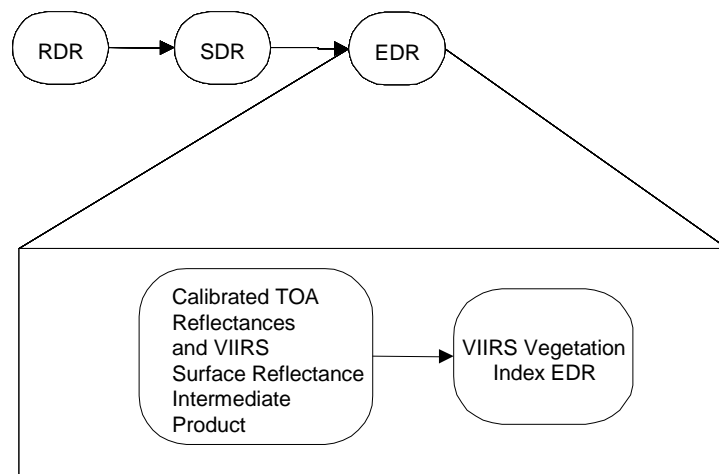 RDR
SDR
EDR
Calibrated TOA
Reflectances
and VIIRS
Surface Reflectance
Intermediate
Product
VIIRS Vegetation
Index EDR